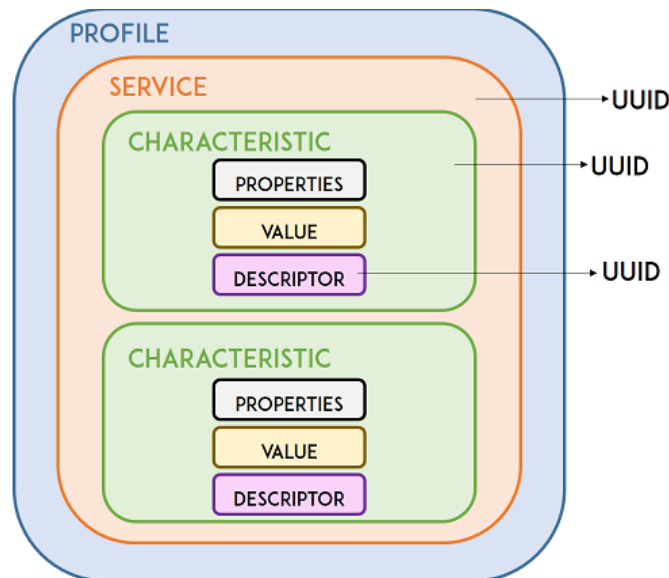 PROFILE
SERVICE
UUID
CHARACTERISTIC
UUID
PROPERTIES
VALUE
DESCRIPTOR
UUID
CHARACTERISTIC
PROPERTIES
VALUE
DESCRIPTOR